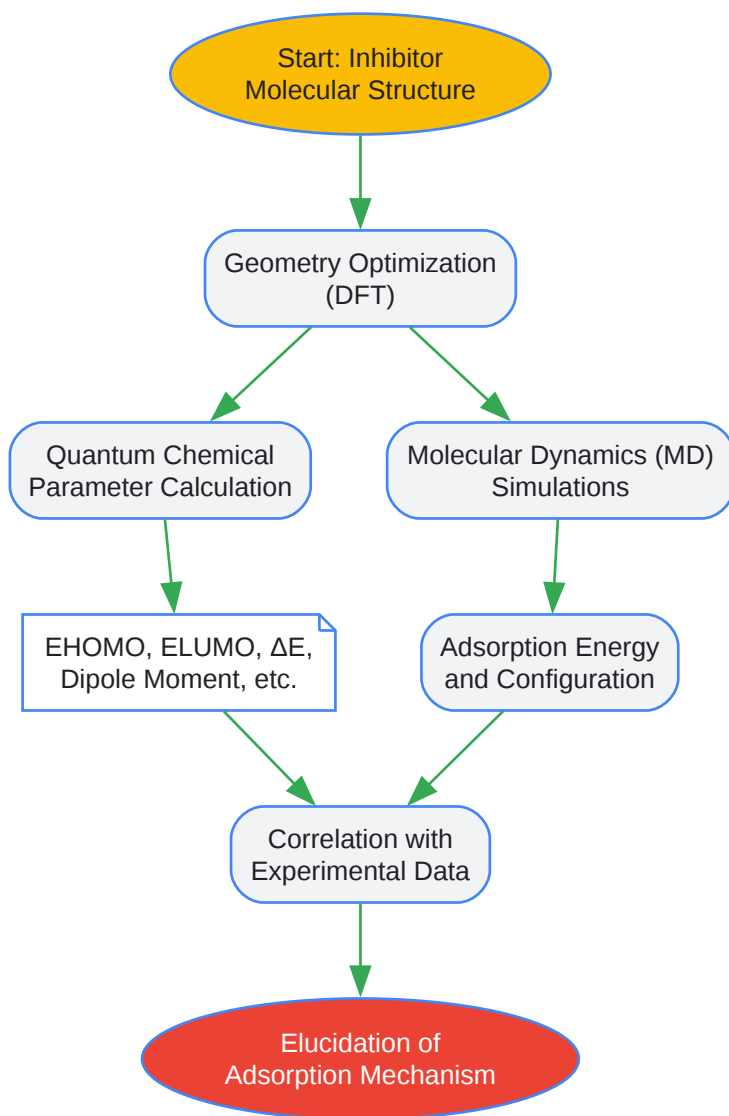 Start: Inhibitor
Molecular Structure
Geometry Optimization
(DFT)
Quantum Chemical
Parameter Calculation
Molecular Dynamics (MD)
Simulations
EHOMO, ELUMO, ΔE,
Dipole Moment, etc.
Adsorption Energy
and Configuration
Correlation with
Experimental Data
Elucidation of
Adsorption Mechanism